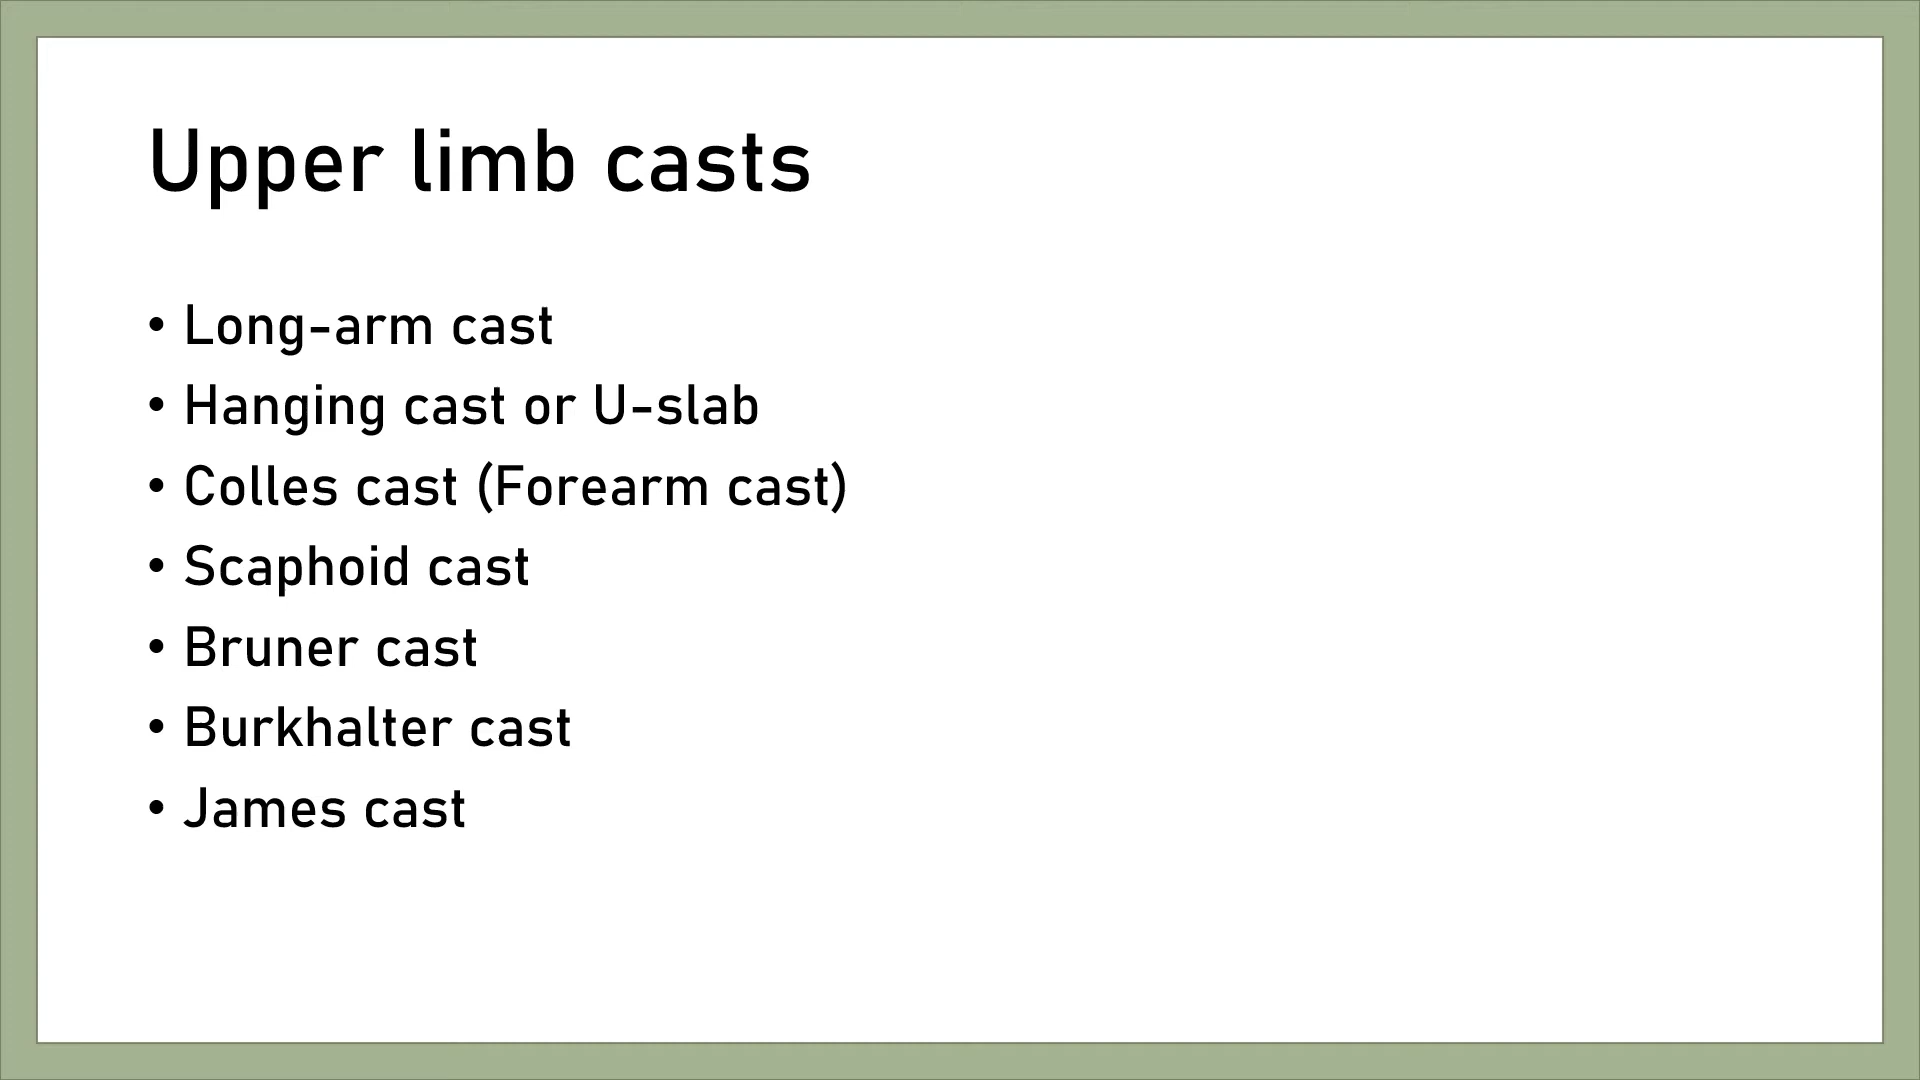 Upper limb casts
• Long-arm cast
• Hanging cast or U-slab
• Colles cast (Forearm cast)
• Scaphoid cast
• Bruner cast
• Burkhalter cast
• James cast